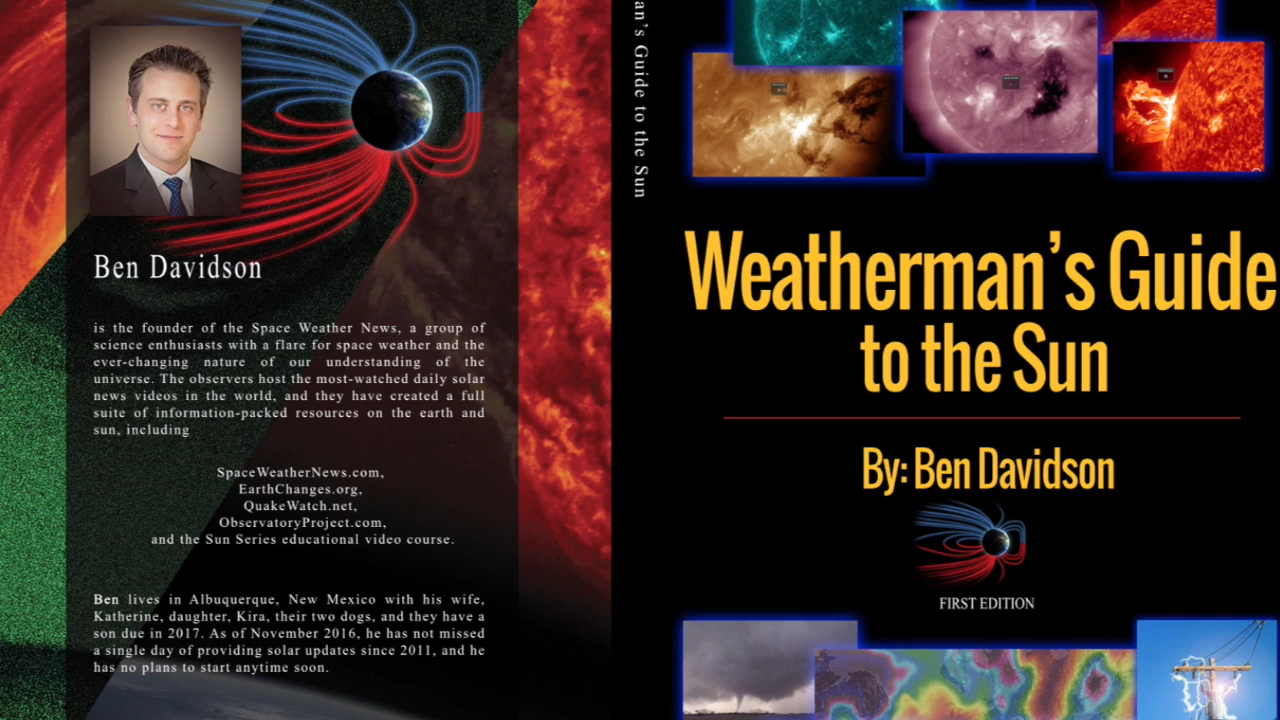 Ben Davidson
is the founder of the Space Weather News, a group of
science enthusiasts with a flare for space weather and the
ever-changing nature of our understanding of the
universe. The observers host the most-watched daily solar
news videos in the world, and they have created a full
suite of information-packed resources on the earth and
sun, including
SpaceWeatherNews.com,
EarthChanges.org,
QuakeWatch.net,
ObservatoryProject.com,
and the Sun Series educational video course.
Ben lives in Albuquerque, New Mexico with his wife,
Katherine, daughter, Kira, their two dogs, and they have a
son due in 2017. As of November 2016, he has not missed
a single day of providing solar updates since 2011, and he
has no plans to start anytime soon.
an's Guide to the Sun
Weatherman's Guide
to the Sun
By: Ben Davidson
FIRST EDITION